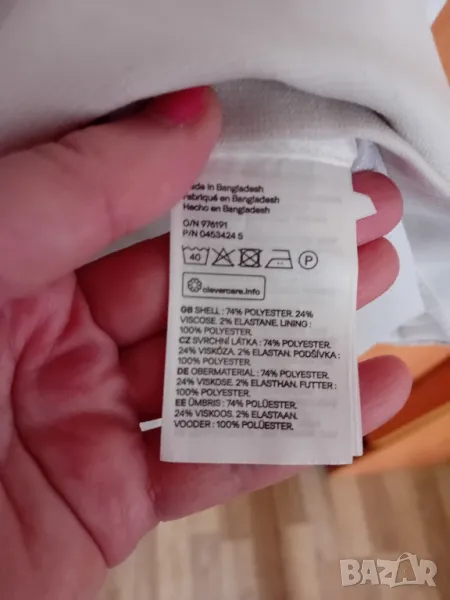 Made in Bangladesh
Fabriqué en Bangladesh
Hecho en Bangladesh
O/N 976191
P/N 0453424 5
40 P
clevercare.info
GB SHELL : 74% POLYESTER. 24%
VISCOSE. 2% ELASTANE. LINING :
100% POLYESTER.
CZ SVRCHNI LÁTKA : 74% POLYESTER.
24% VISKÓZA. 2% ELASTAN. PODŠÍVKA :
100% POLYESTER.
DE OBERMATERIAL : 74% POLYESTER.
24% VISKOSE. 2% ELASTHAN. FUTTER :
100% POLYESTER.
EE ÜMBRIS : 74% POLÜESTER.
24% VISKOOS. 2% ELASTAAN.
VOODER : 100% POLÜESTER.
BAZAR